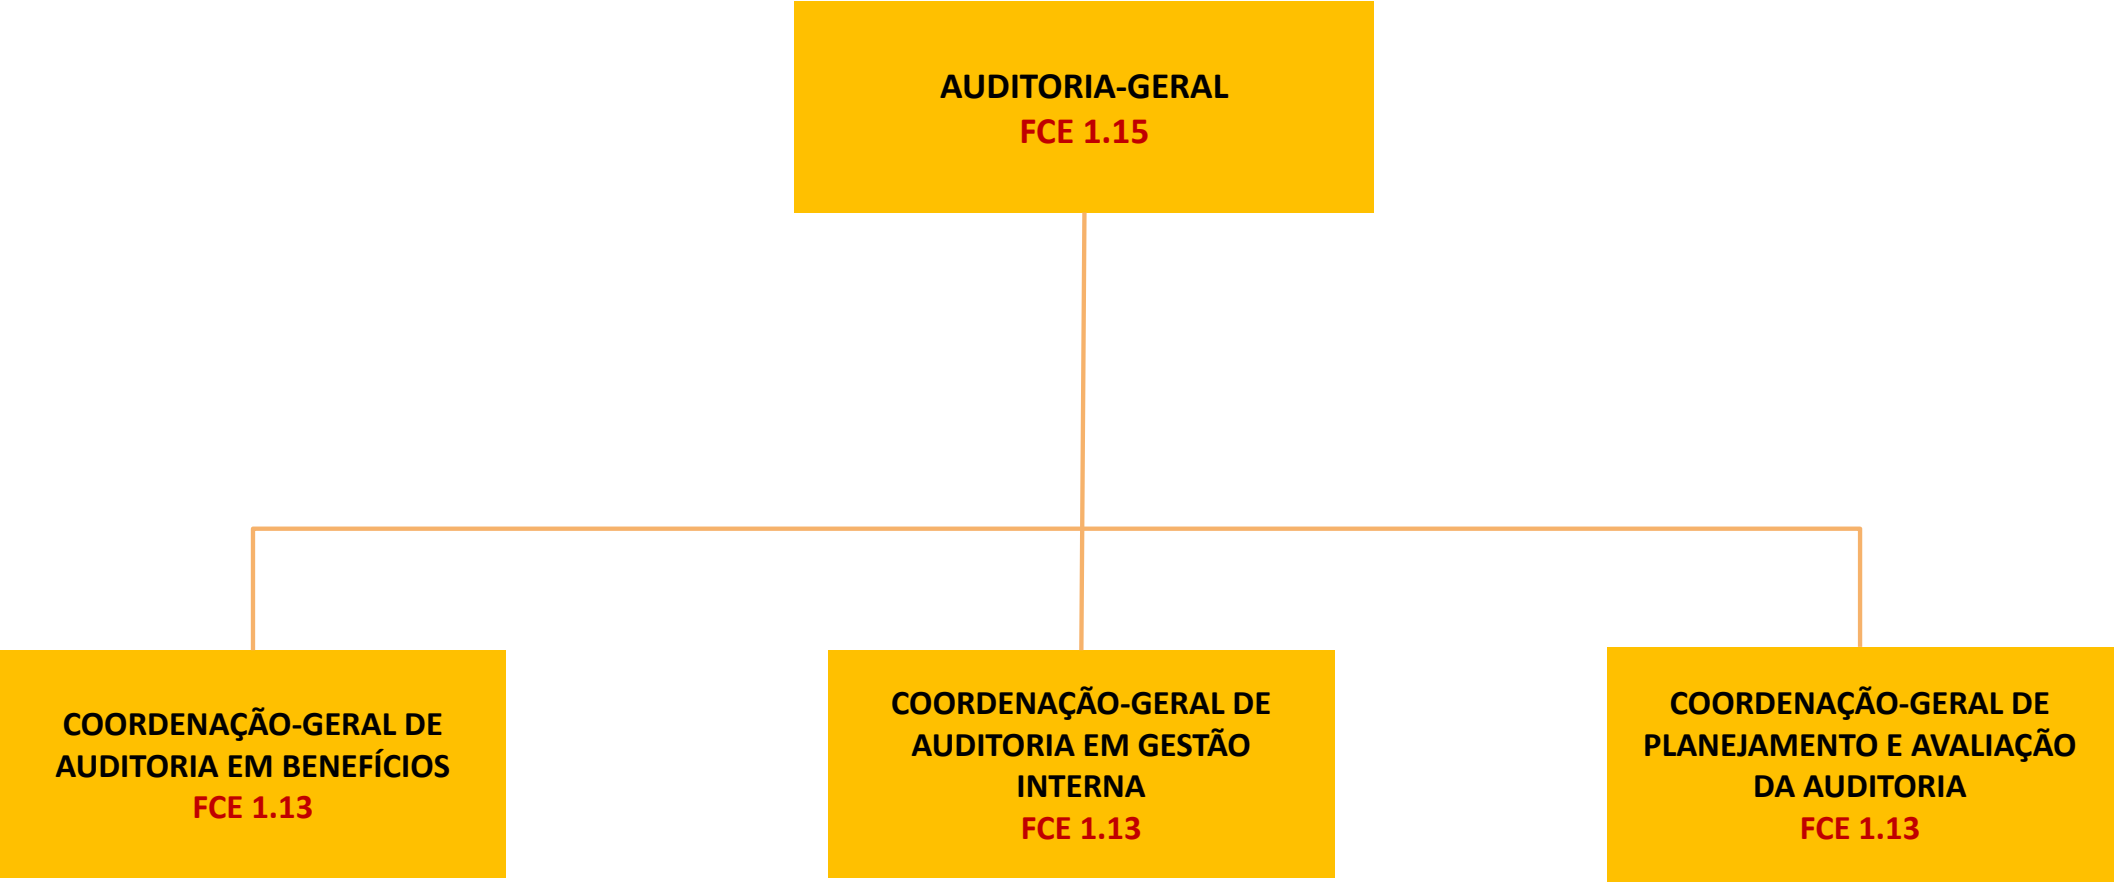 AUDITORIA-GERAL
FCE 1.15
COORDENAÇÃO-GERAL DE
AUDITORIA EM BENEFÍCIOS
FCE 1.13
COORDENAÇÃO-GERAL DE
AUDITORIA EM GESTÃO
INTERNA
FCE 1.13
COORDENAÇÃO-GERAL DE
PLANEJAMENTO E AVALIAÇÃO
DA AUDITORIA
FCE 1.13